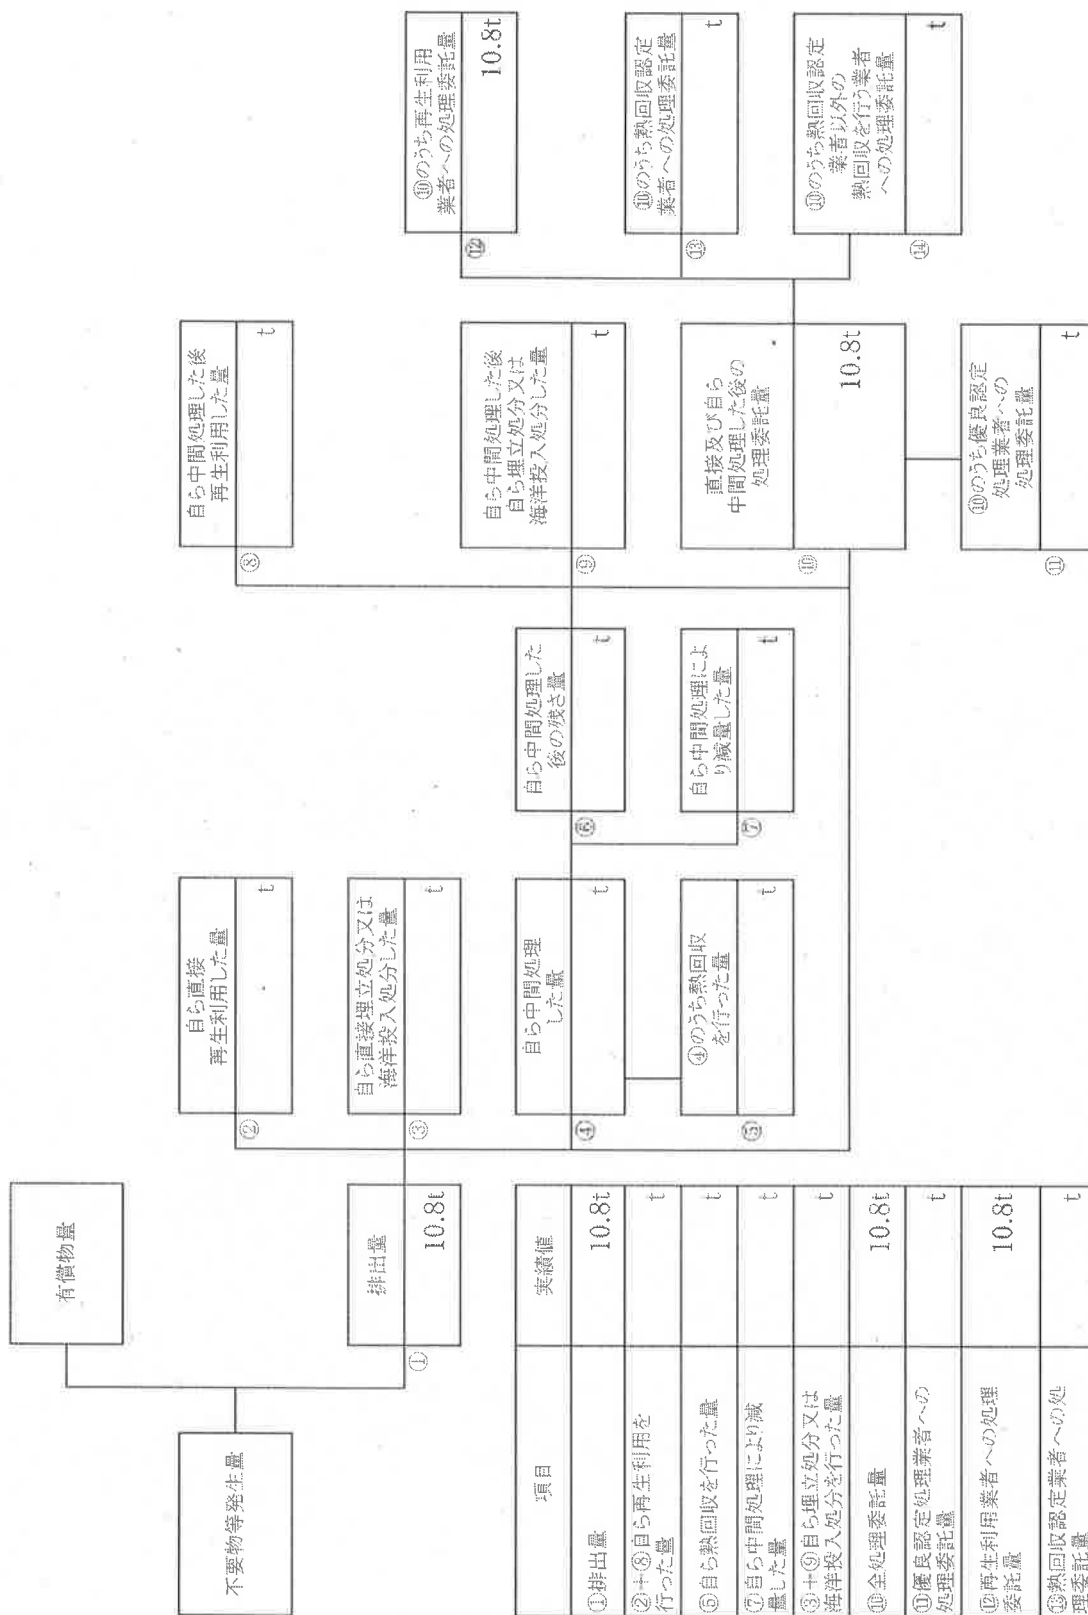 不要物等発生量
有償物量
①
排出量
10.8t
②
自ら直接
再生利用した量
t
③
自ら直接埋立処分又は
海洋投入処分した量
t
④
自ら中間処理
した量
t
⑤
④のうち熱回収
を行った量
t
⑥
自ら中間処理した
後の残さ量
t
⑦
自ら中間処理によ
り減量した量
t
⑧
自ら中間処理した後
再生利用した量
t
⑨
自ら中間処理した後
自ら埋立処分又は
海洋投入処分した量
t
⑩
直接及び自ら
中間処理した後の
処理委託量
10.8t
⑪
⑩のうち優良認定
処理業者への
処理委託量
t
⑫
⑩のうち再生利用
業者への処理委託量
10.8t
⑬
⑩のうち熱回収認定
業者への処理委託量
t
⑭
⑩のうち熱回収認定
業者以外の
熱回収を行う業者
への処理委託量
t
項目 実績値
①排出量 10.8t
②+⑧自ら再生利用を
行った量 t
⑤自ら熱回収を行った量 t
⑦自ら中間処理により減
量した量 t
③+⑨自ら埋立処分又は
海洋投入処分を行った量 t
⑩全処理委託量 10.8t
⑪優良認定処理業者への
処理委託量 t
⑫再生利用業者への処理
委託量 10.8t
⑬熱回収認定業者への処
理委託量 t